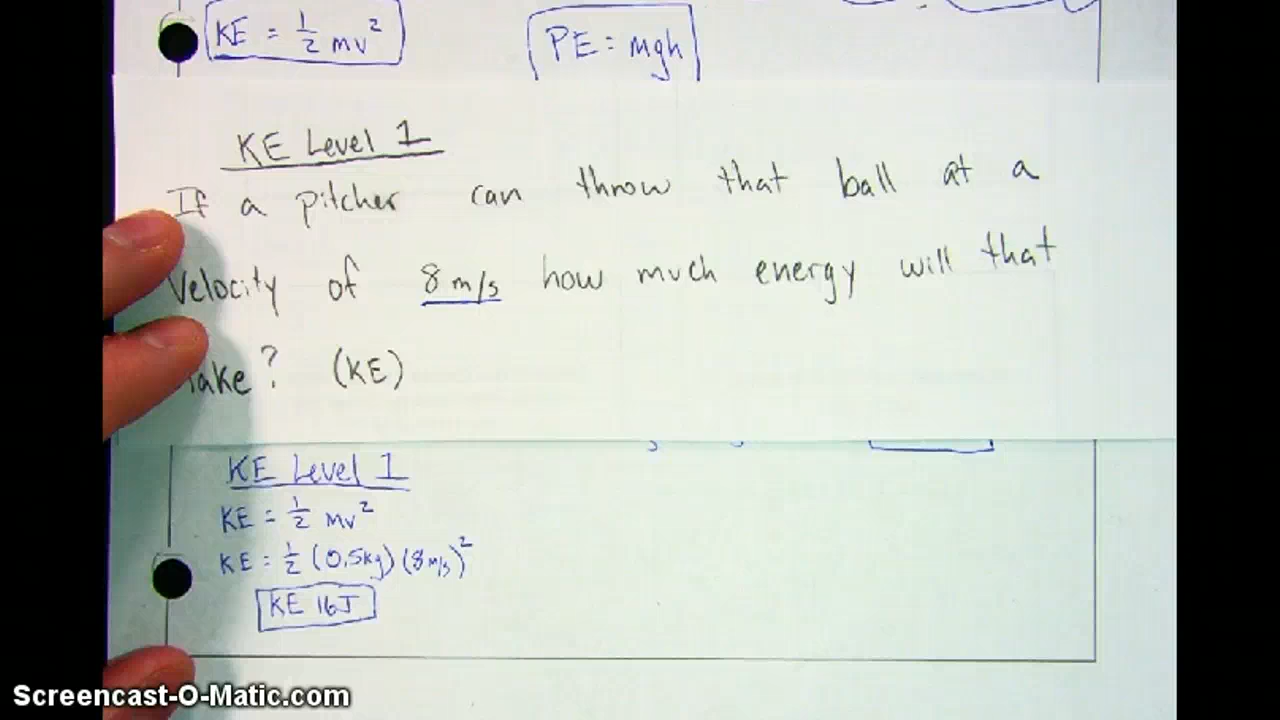 KE = 1/2 mv²
PE = mgh
KE Level 1
If a pitcher can throw that ball at a
Velocity of 8 m/s how much energy will that
make? (KE)
KE Level 1
KE = 1/2 mv²
KE = 1/2 (0.5kg) (8 m/s)²
KE 16J
Screencast-O-Matic.com